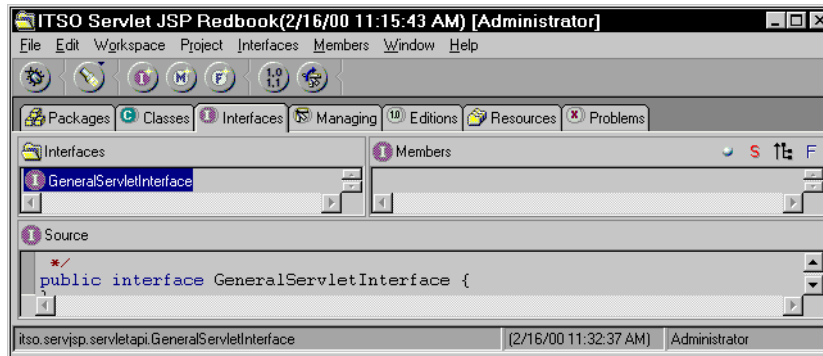 ITSO Servlet JSP Redbook(2/16/00 11:15:43 AM) [Administrator]
File Edit Workspace Project Interfaces Members Window Help
I M F 1.0 1.1
Packages C Classes I Interfaces Managing 1.0 Editions Resources X Problems
Interfaces I Members S F
I GeneralServletInterface
I Source
*/
public interface GeneralServletInterface {
}
itso.servjsp.servletapi.GeneralServletInterface (2/16/00 11:32:37 AM) Administrator